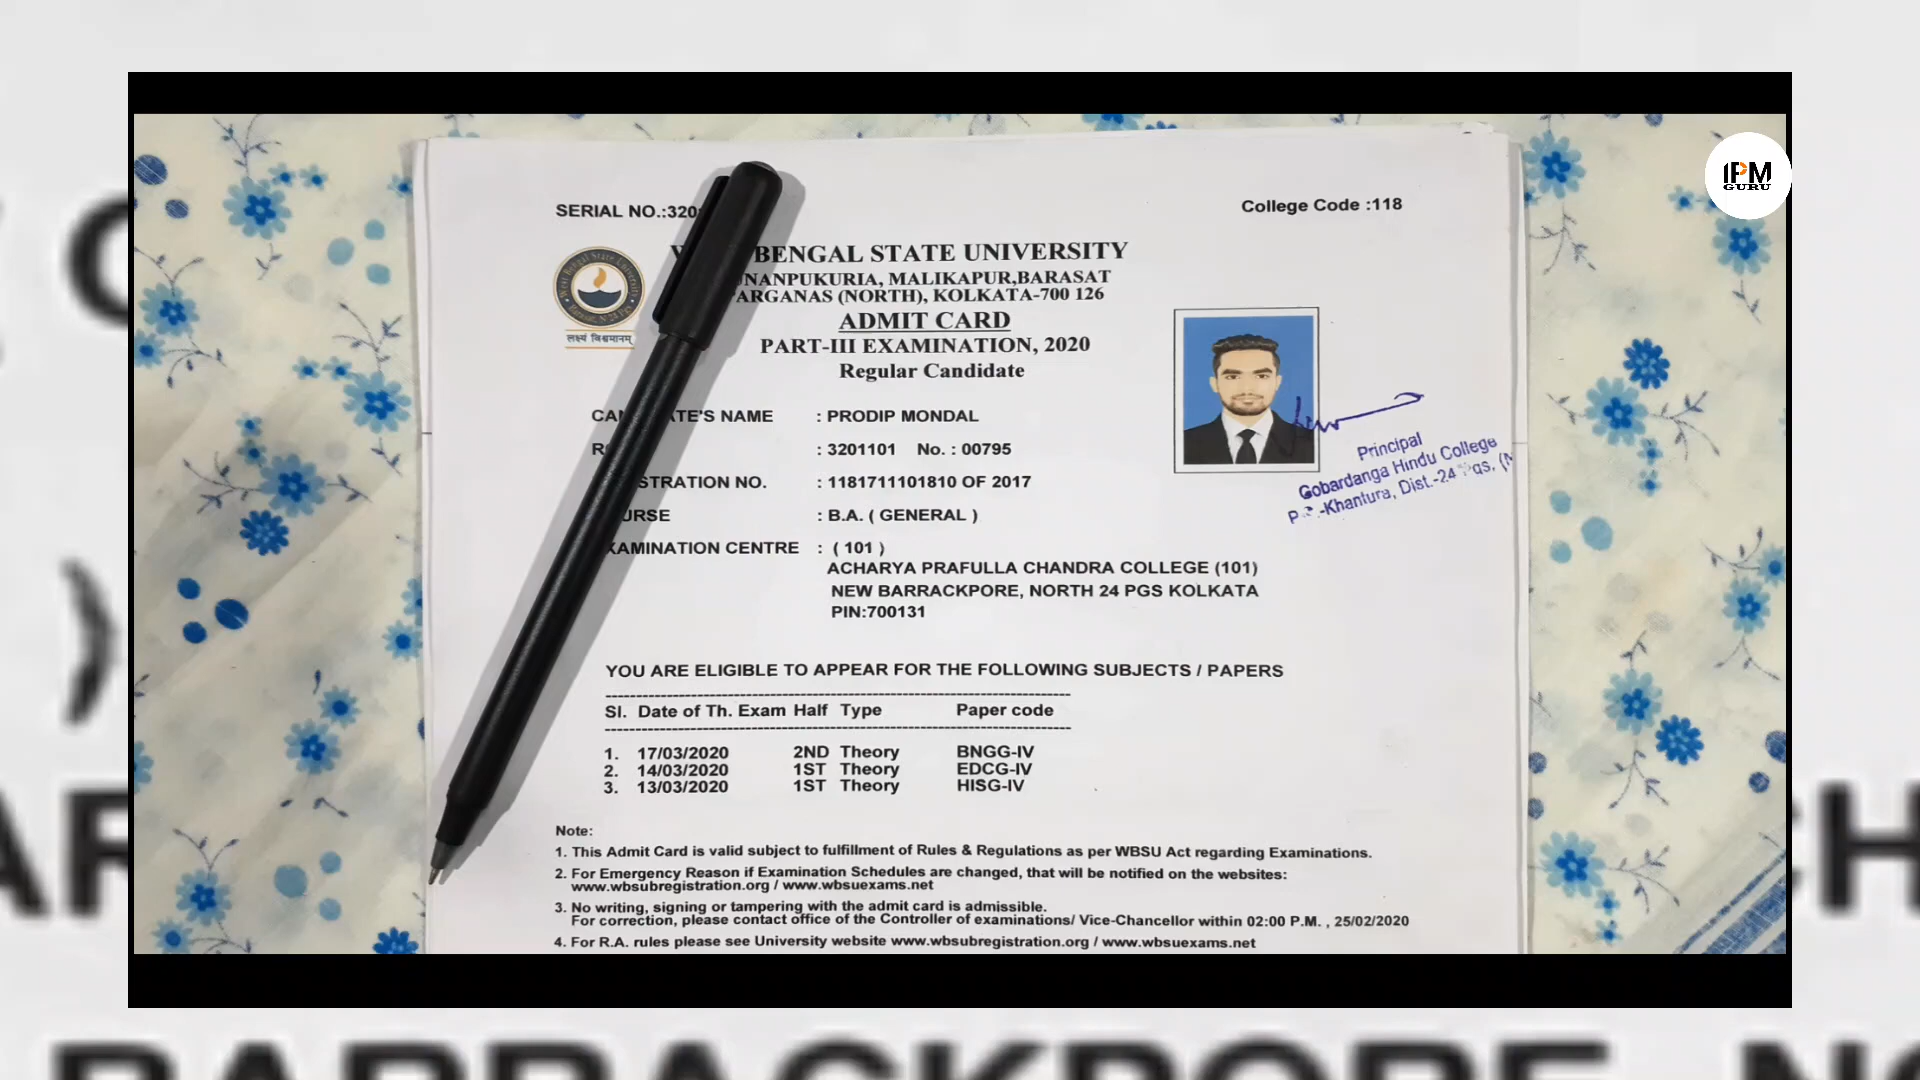 IPM
GURU
SERIAL NO.:320
College Code :118
BENGAL STATE UNIVERSITY
MALIKAPUR,BARASAT
(NORTH), KOLKATA-700 126
ADMIT CARD
PART-III EXAMINATION, 2020
Regular Candidate
लक्ष्यं विश्वमानम्
NAME : PRODIP MONDAL
: 3201101 No. : 00795
NO. : 1181711101810 OF 2017
: B.A. ( GENERAL )
CENTRE : ( 101 )
ACHARYA PRAFULLA CHANDRA COLLEGE (101)
NEW BARRACKPORE, NORTH 24 PGS KOLKATA
PIN:700131
Principal
Gobardanga Hindu College
-Khantura, Dist.-24 Pgs, (N
YOU ARE ELIGIBLE TO APPEAR FOR THE FOLLOWING SUBJECTS / PAPERS
Sl. Date of Th. Exam Half Type Paper code
1. 17/03/2020 2ND Theory BNGG-IV
2. 14/03/2020 1ST Theory EDCG-IV
3. 13/03/2020 1ST Theory HISG-IV
Note:
1. This Admit Card is valid subject to fulfillment of Rules & Regulations as per WBSU Act regarding Examinations.
2. For Emergency Reason if Examination Schedules are changed, that will be notified on the websites:
www.wbsubregistration.org / www.wbsuexams.net
3. No writing, signing or tampering with the admit card is admissible.
For correction, please contact office of the Controller of examinations/ Vice-Chancellor within 02:00 P.M. , 25/02/2020
4. For R.A. rules please see University website www.wbsubregistration.org / www.wbsuexams.net